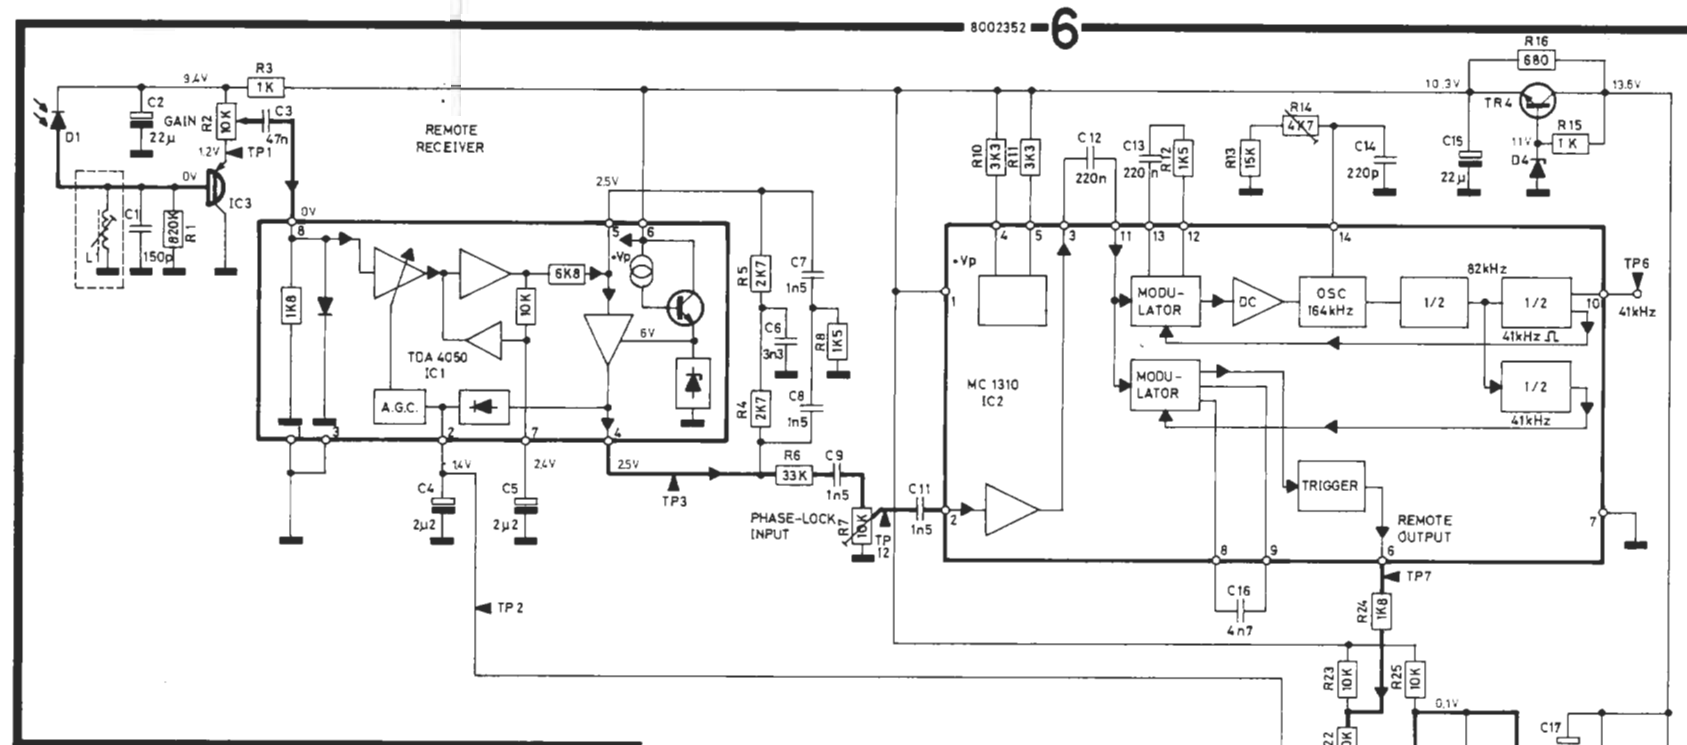 8002352 6
9.4V
R3
1K
C2
22µ
GAIN
R2
10K
C3
47n
D1
1.2V
TP1
REMOTE
RECEIVER
0V
IC3
L1
C1
150p
820K
R1
0V
8
1K8
6K8
10K
TDA 4050
IC1
A.G.C.
2.5V
5
6
+Vp
6V
3
2
7
4
1.4V
2.4V
2.5V
C4
2µ2
C5
2µ2
TP2
TP3
R5
2K7
C6
3n3
R4
2K7
C7
1n5
R8
1K5
C8
1n5
R6
33K
C9
1n5
PHASE-LOCK
INPUT
R7
10K
TP
12
C11
1n5
R10
3K3
R11
3K3
C12
220n
C13
220n
R12
1K5
R13
15K
R14
4K7
C14
220p
10.3V
R16
680
TR4
13.6V
C15
22µ
11V
R15
1K
D4
4
5
3
11
13
12
14
+Vp
1
MODU-
LATOR
DC
OSC
164kHz
1/2
82kHz
1/2
10
TP6
41kHz
41kHz
MC 1310
IC2
MODU-
LATOR
1/2
41kHz
TRIGGER
2
REMOTE
OUTPUT
7
8
9
6
TP7
C16
4n7
R24
1K8
R23
10K
R25
10K
0.1V
C17